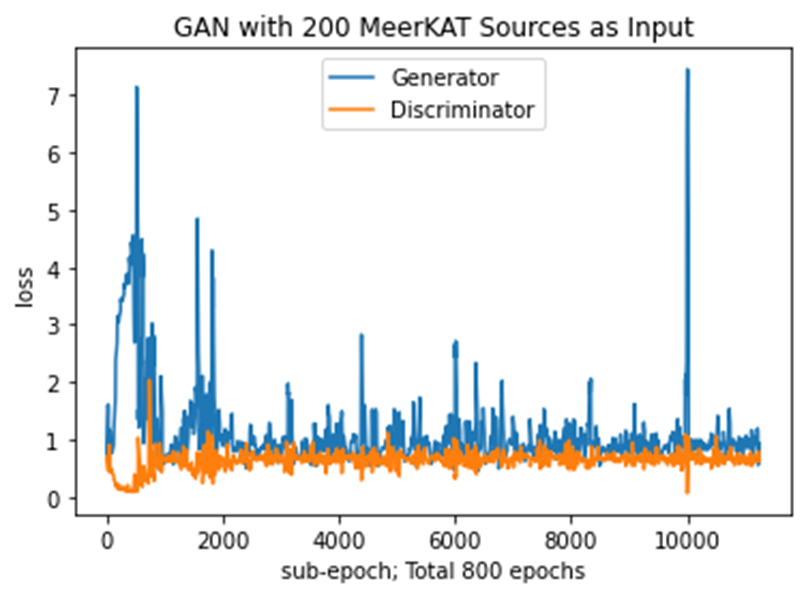 GAN with 200 MeerKAT Sources as Input
Generator
Discriminator
7
6
5
4
3
2
1
0
loss
0 2000 4000 6000 8000 10000
sub-epoch; Total 800 epochs